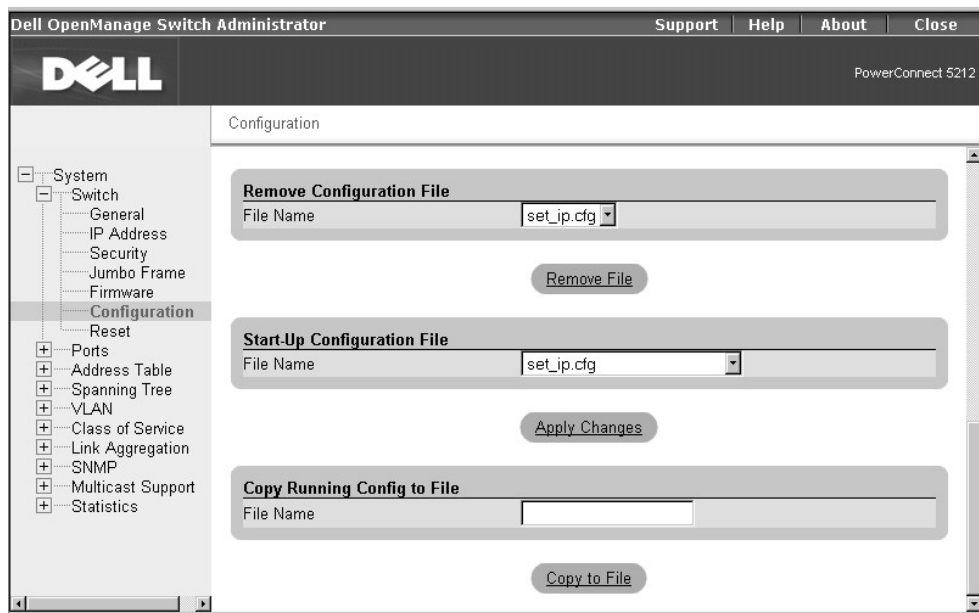 Dell OpenManage Switch Administrator
Support
Help
About
Close
DELL
PowerConnect 5212
Configuration
System
Switch
General
IP Address
Security
Jumbo Frame
Firmware
Configuration
Reset
Ports
Address Table
Spanning Tree
VLAN
Class of Service
Link Aggregation
SNMP
Multicast Support
Statistics
Remove Configuration File
File Name
set_ip.cfg
Remove File
Start-Up Configuration File
File Name
set_ip.cfg
Apply Changes
Copy Running Config to File
File Name
Copy to File